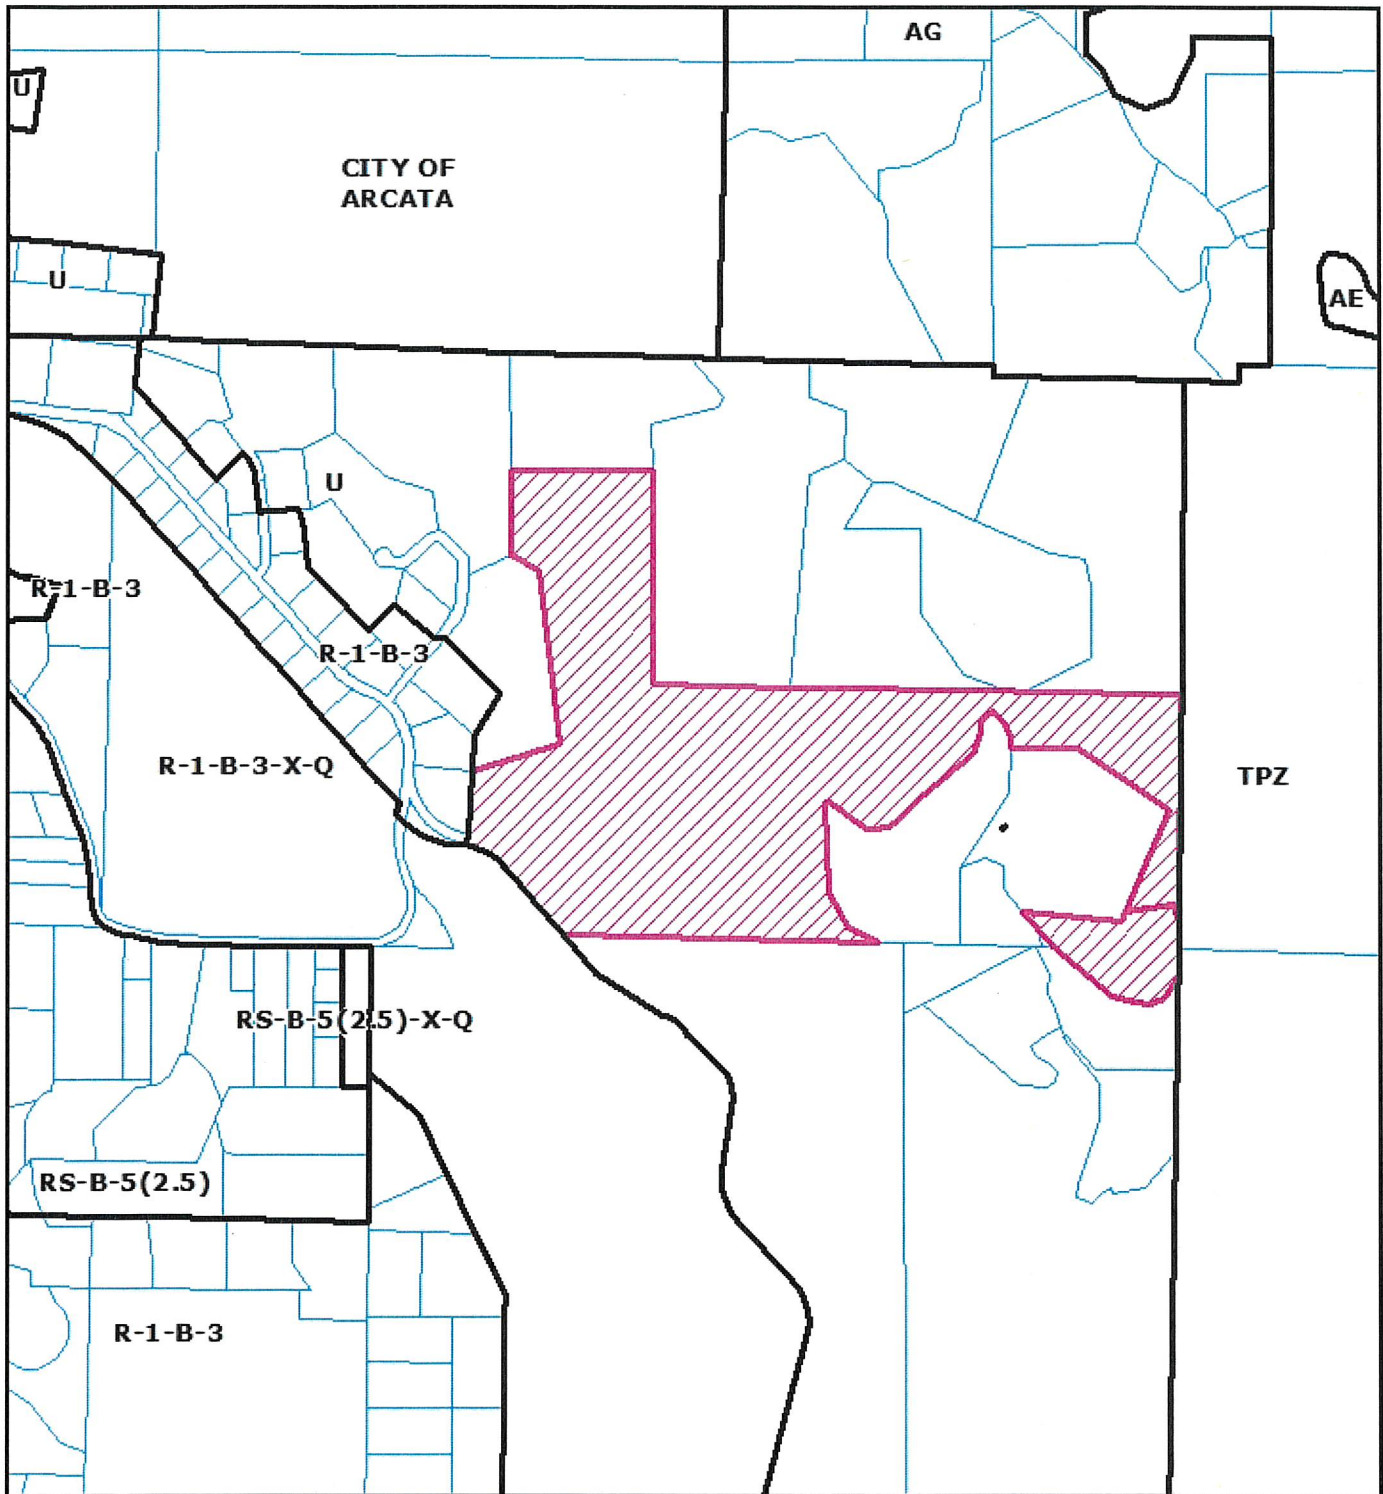 AG
U
CITY OF
ARCATA
U
AE
U
R-1-B-3
R-1-B-3
R-1-B-3-X-Q
TPZ
RS-B-5(2.5)-X-Q
RS-B-5(2.5)
R-1-B-3